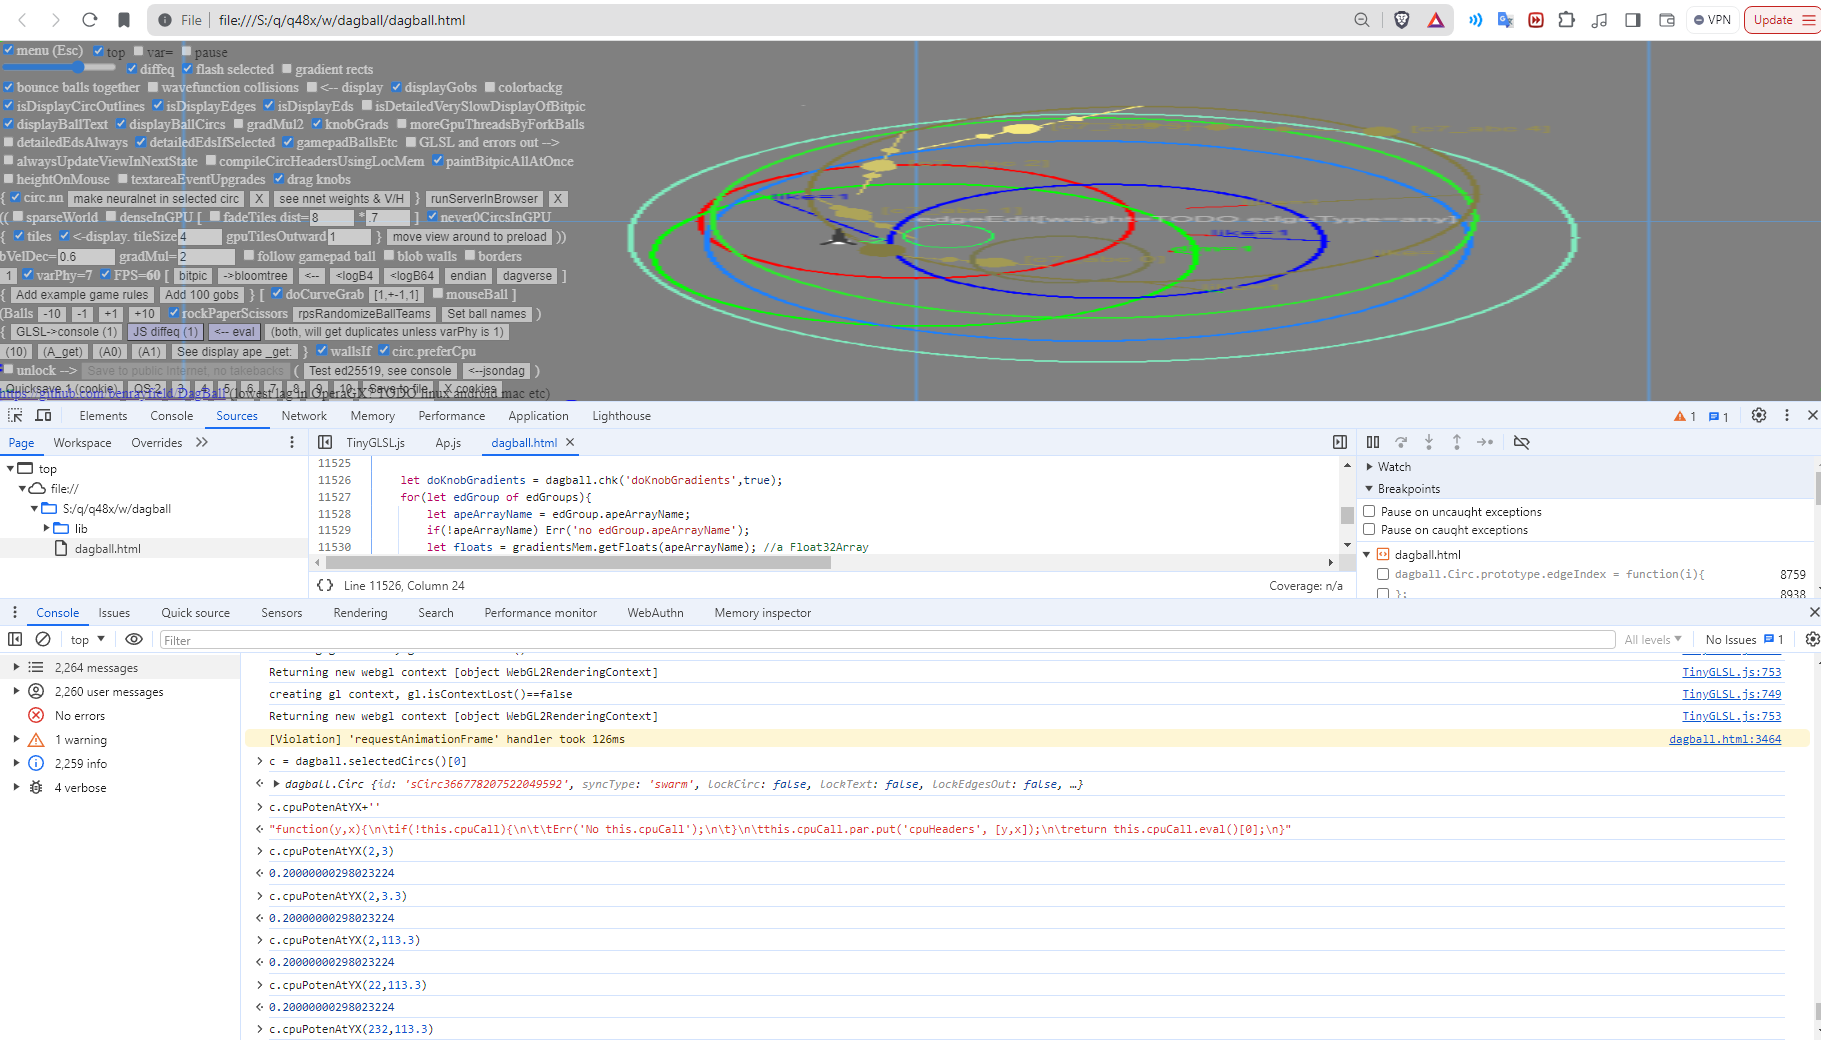 File file:///S:/q/q48x/w/dagball/dagball.html VPN Update
menu (Esc) top var= pause
diffeq flash selected gradient rects
bounce balls together wavefunction collisions <-- display displayGobs colorbackg
isDisplayCircOutlines isDisplayEdges isDisplayEds isDetailedVerySlowDisplayOfBitpic
displayBallText displayBallCircs gradMul2 knobGrads moreGpuThreadsByForkBalls
detailedEdsAlways detailedEdsIfSelected gamepadBallsEtc GLSL and errors out -->
alwaysUpdateViewInNextState compileCircHeadersUsingLocMem paintBitpicAllAtOnce
heightOnMouse textareaEventUpgrades drag knobs
{ circ.nn make neuralnet in selected circ X see nnet weights & V/H } runServerInBrowser X
(( sparseWorld denseInGPU [ fadeTiles dist= 8 * .7 ] never0CircsInGPU
{ tiles <-display. tileSize 4 gpuTilesOutward 1 } move view around to preload ))
bVelDec= 0.6 gradMul= 2 follow gamepad ball blob walls borders
1 varPhy=7 FPS=60 [ bitpic ->bloomtree <-- <logB4 <logB64 endian dagverse ]
{ Add example game rules Add 100 gobs } [ doCurveGrab [1,+-1,1] mouseBall ]
(Balls -10 -1 +1 +10 rockPaperScissors rpsRandomizeBallTeams Set ball names )
{ GLSL->console (1) JS diffeq (1) <-- eval (both, will get duplicates unless varPhy is 1)
(10) (A_get) (A0) (A1) See display ape _get: } wallsIf circ.preferCpu
unlock --> Save to public Internet, no takebacks ( Test ed25519, see console <--jsondag )
Quicksave 1 (cookie) QS 2 3 4 5 6 7 8 9 10 Save to file X cookies
https://github.com/benrayfield/DagBall (lowest lag in OperaGX? TODO linux android mac etc)
edgeEdit[weight=TODO edgeType=any]
like=1
Elements Console Sources Network Memory Performance Application Lighthouse 1 1
Page Workspace Overrides TinyGLSL.js Ap.js dagball.html
top
file://
S:/q/q48x/w/dagball
lib
dagball.html
11525
11526 let doKnobGradients = dagball.chk('doKnobGradients',true);
11527 for(let edGroup of edGroups){
11528 let apeArrayName = edGroup.apeArrayName;
11529 if(!apeArrayName) Err('no edGroup.apeArrayName');
11530 let floats = gradientsMem.getFloats(apeArrayName); //a Float32Array
{} Line 11526, Column 24 Coverage: n/a
Watch
Breakpoints
Pause on uncaught exceptions
Pause on caught exceptions
dagball.html
dagball.Circ.prototype.edgeIndex = function(i){ 8759
}; 8938
Console Issues Quick source Sensors Rendering Search Performance monitor WebAuthn Memory inspector
top Filter All levels No Issues 1
2,264 messages
2,260 user messages
No errors
1 warning
2,259 info
4 verbose
Returning new webgl context [object WebGL2RenderingContext] TinyGLSL.js:753
creating gl context, gl.isContextLost()==false TinyGLSL.js:749
Returning new webgl context [object WebGL2RenderingContext] TinyGLSL.js:753
[Violation] 'requestAnimationFrame' handler took 126ms dagball.html:3464
c = dagball.selectedCircs()[0]
dagball.Circ {id: 'sCirc366778207522049592', syncType: 'swarm', lockCirc: false, lockText: false, lockEdgesOut: false, …}
c.cpuPotenAtYX+''
"function(y,x){\n\tif(!this.cpuCall){\n\t\tErr('No this.cpuCall');\n\t}\n\tthis.cpuCall.par.put('cpuHeaders', [y,x]);\n\treturn this.cpuCall.eval()[0];\n}"
c.cpuPotenAtYX(2,3)
0.20000000298023224
c.cpuPotenAtYX(2,3.3)
0.20000000298023224
c.cpuPotenAtYX(2,113.3)
0.20000000298023224
c.cpuPotenAtYX(22,113.3)
0.20000000298023224
c.cpuPotenAtYX(232,113.3)